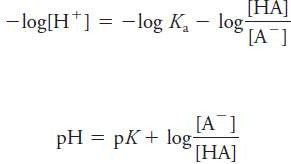 −log[H⁺] = −log Kₐ − log [HA]/[A⁻]
pH = pK + log [A⁻]/[HA]